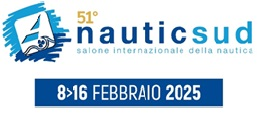 51°
nauticsud
salone internazionale della nautica
8>16 FEBBRAIO 2025